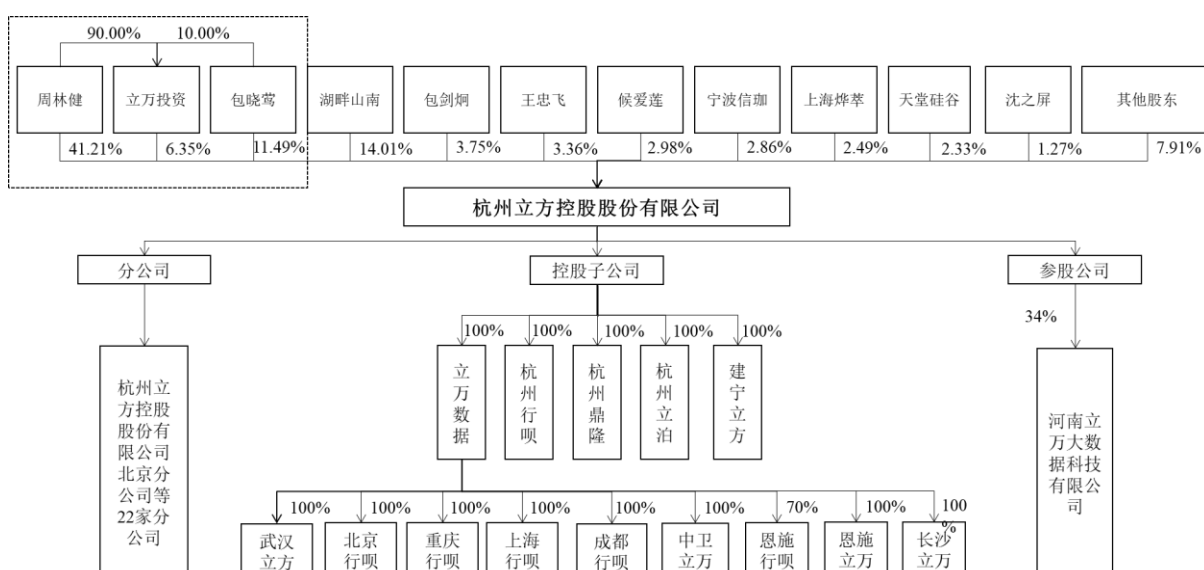 90.00% 10.00%
周林健 立万投资 包晓莺 湖畔山南 包剑炯 王忠飞 候爱莲 宁波信珈 上海烨萃 天堂硅谷 沈之屏 其他股东
41.21% 6.35% 11.49% 14.01% 3.75% 3.36% 2.98% 2.86% 2.49% 2.33% 1.27% 7.91%
杭州立方控股股份有限公司
分公司 控股子公司 参股公司
34%
100% 100% 100% 100% 100%
杭州立
方控股
股份有
限公司
北京分
公司等
22家分
公司
立万数据
杭州行呗
杭州鼎隆
杭州立泊
建宁立方
河南立
万大数
据科技
有限公
司
100% 100% 100% 100% 100% 100% 70% 100% 100%
武汉
立方
北京
行呗
重庆
行呗
上海
行呗
成都
行呗
中卫
立万
恩施
行呗
恩施
立万
长沙
立万